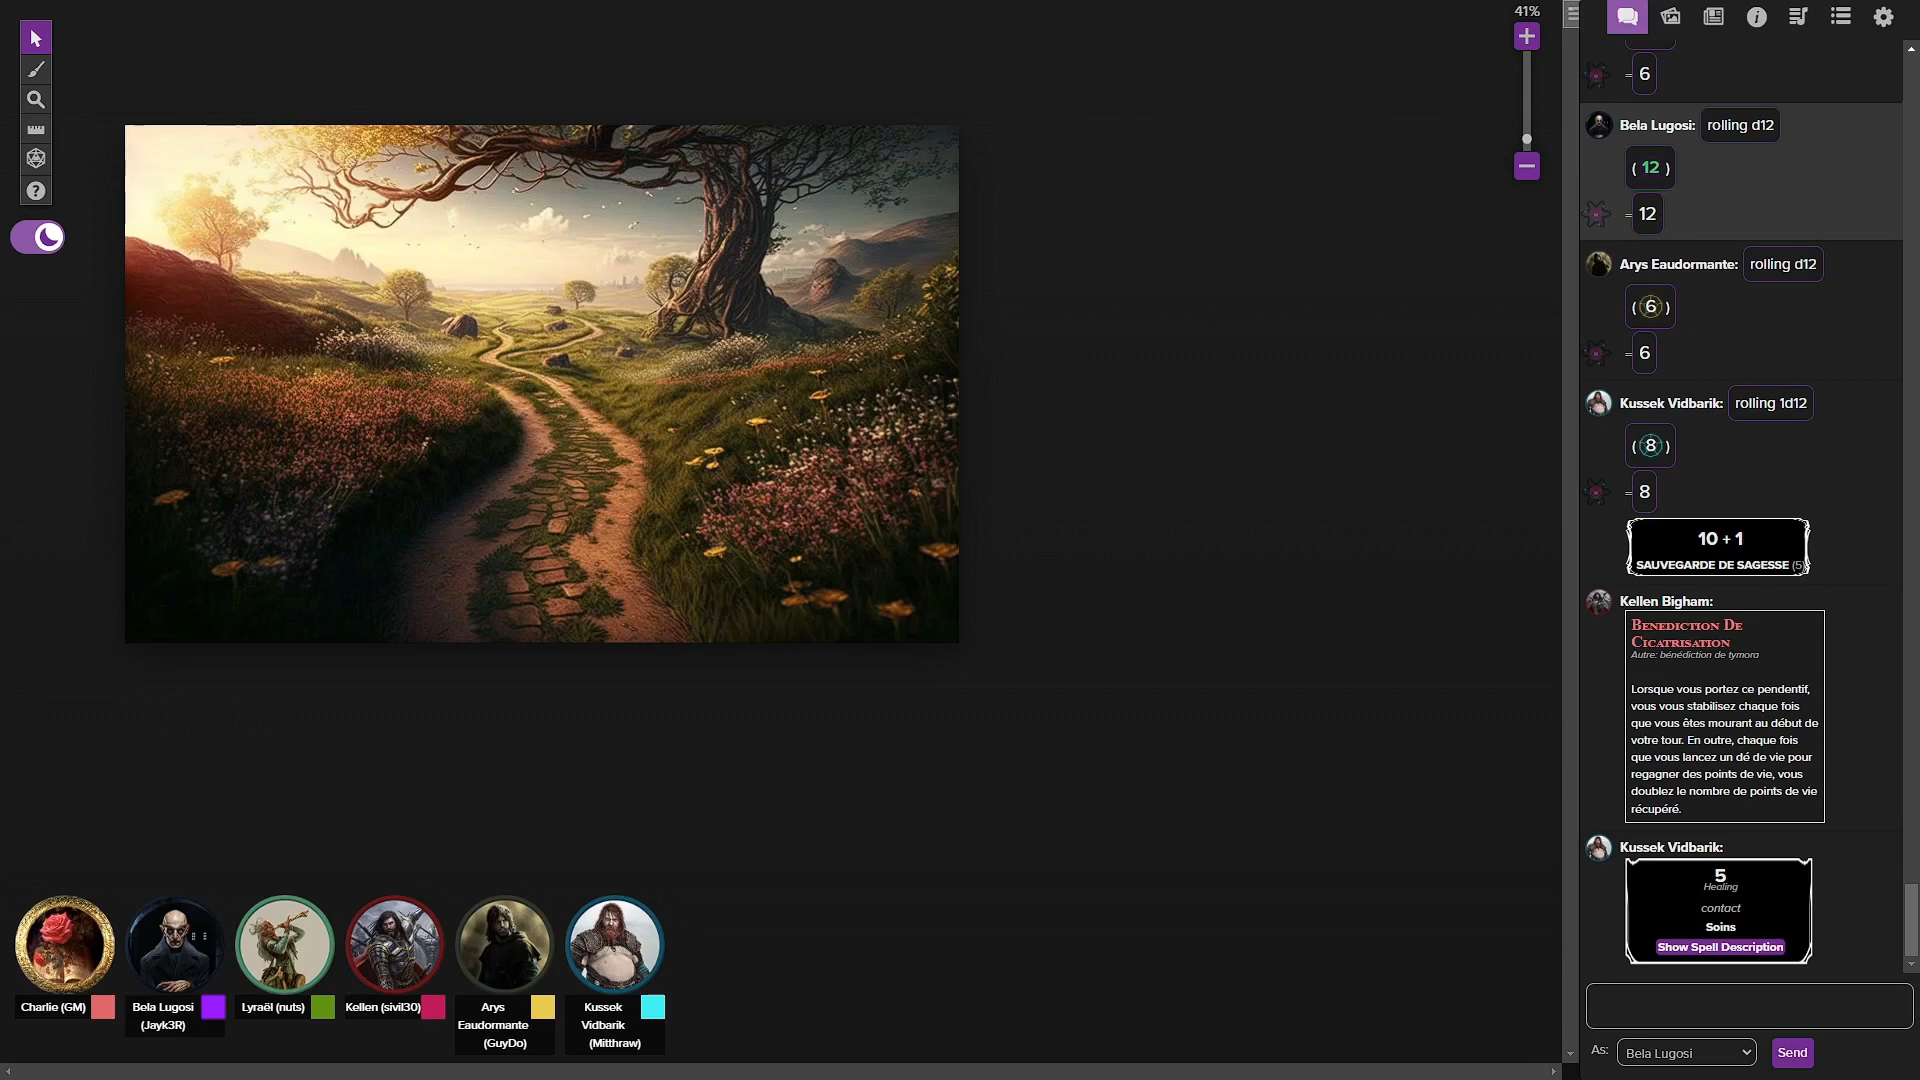 41%
= 6
Bela Lugosi: rolling d12
( 12 )
= 12
Arys Eaudormante: rolling d12
( 6 )
= 6
Kussek Vidbarik: rolling 1d12
( 8 )
= 8
10 + 1
SAUVEGARDE DE SAGESSE (5)
Kellen Bigham:
BENEDICTION DE
CICATRISATION
Autre: bénédiction de tymora
Lorsque vous portez ce pendentif,
vous vous stabilisez chaque fois
que vous êtes mourant au début de
votre tour. En outre, chaque fois
que vous lancez un dé de vie pour
regagner des points de vie, vous
doublez le nombre de points de vie
récupéré.
Kussek Vidbarik:
5
Healing
contact
Soins
Show Spell Description
As: Bela Lugosi Send
Charlie (GM)
Bela Lugosi
(Jayk3R)
Lyraël (nuts)
Kellen (sivil30)
Arys
Eaudormante
(GuyDo)
Kussek
Vidbarik
(Mitthraw)